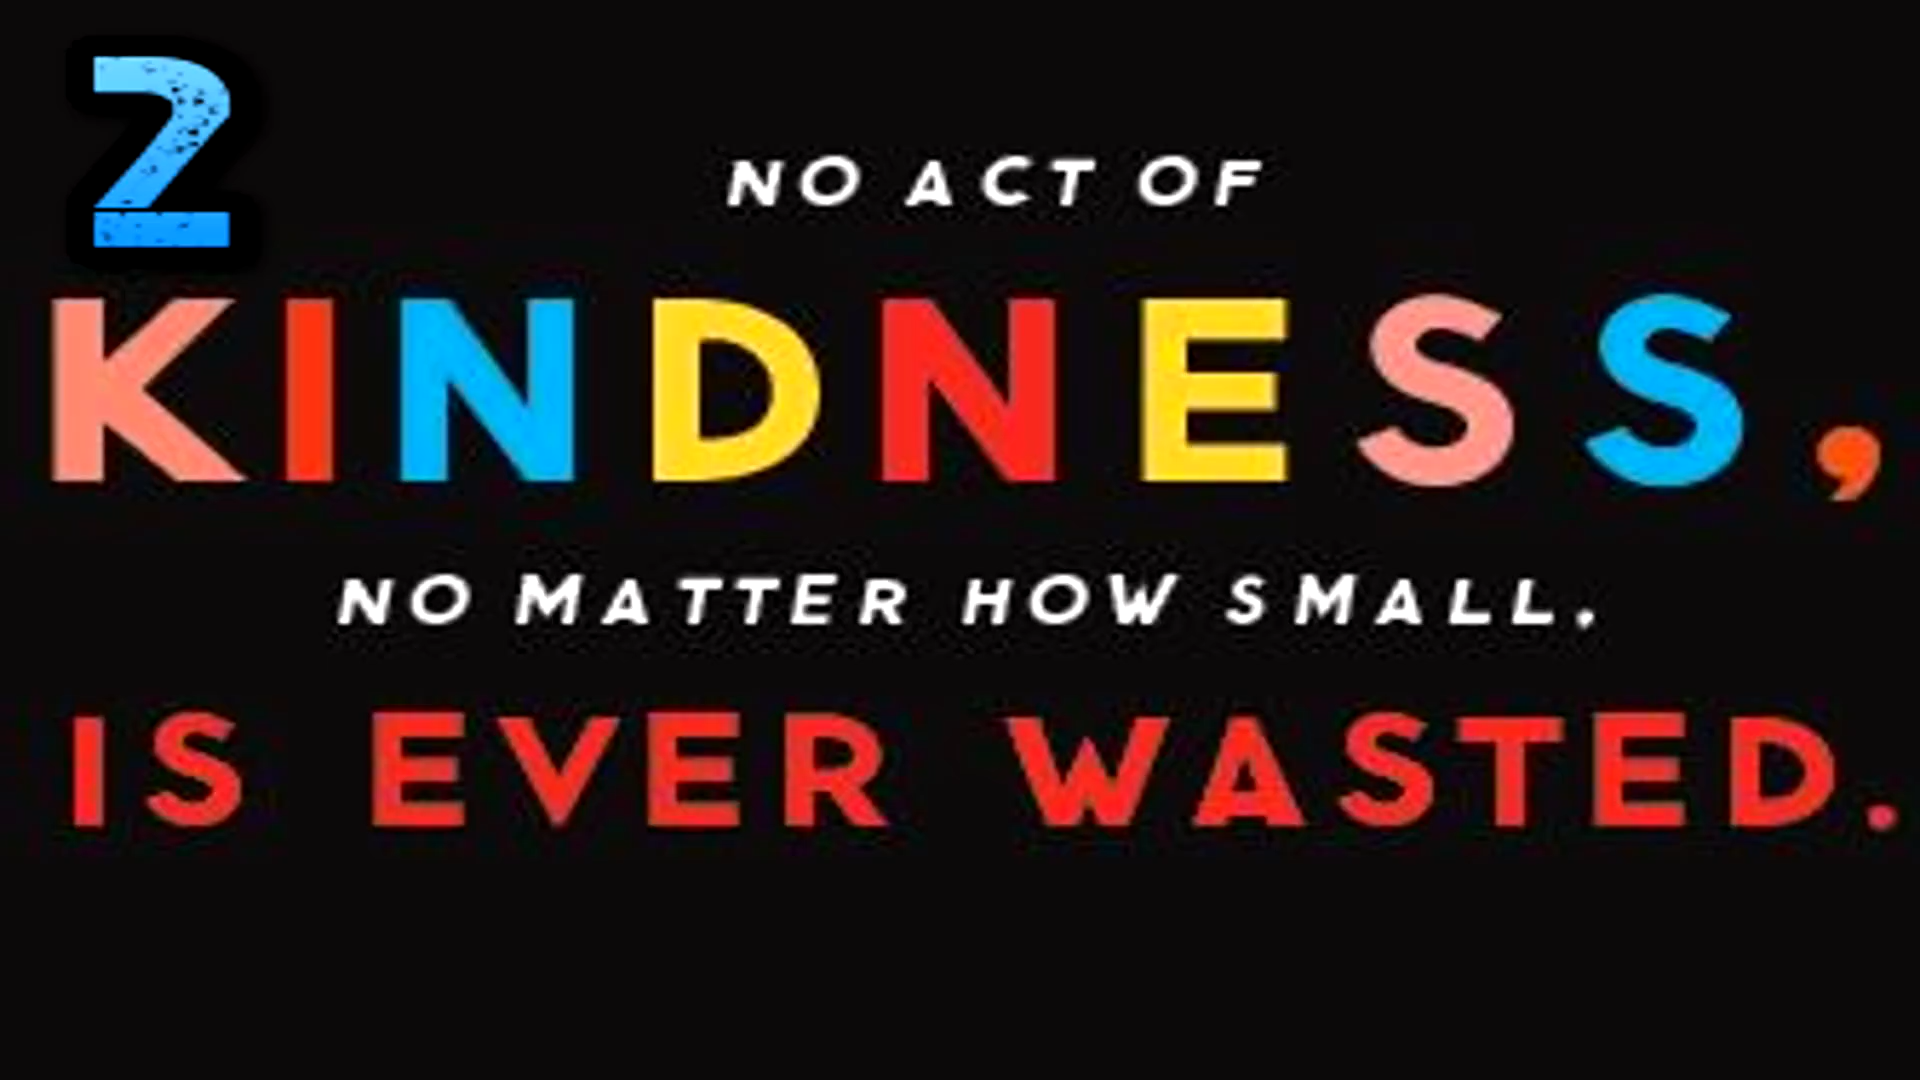 2
NO ACT OF
KINDNESS,
NO MATTER HOW SMALL.
IS EVER WASTED.